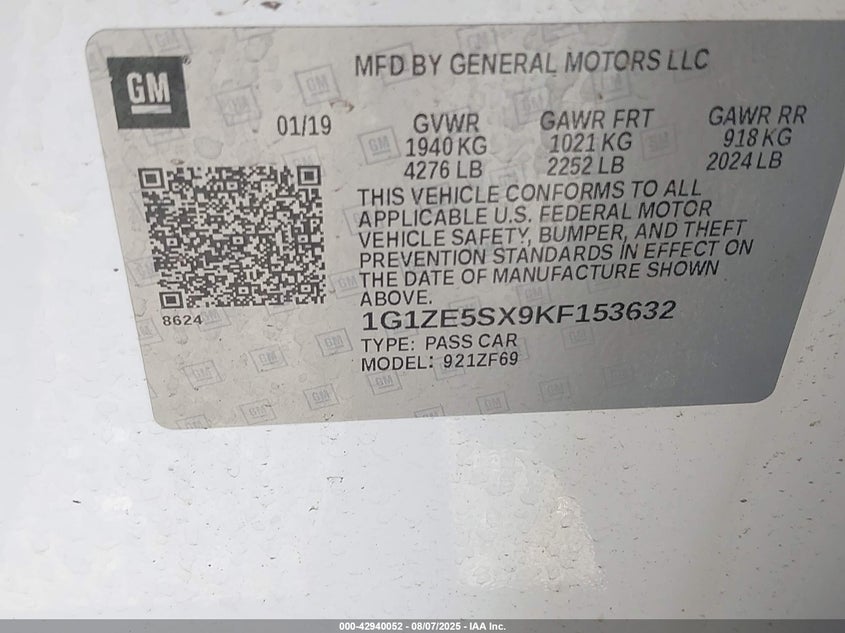 GM
MFD BY GENERAL MOTORS LLC
01/19
GVWR
1940 KG
4276 LB
GAWR FRT
1021 KG
2252 LB
GAWR RR
918 KG
2024 LB
THIS VEHICLE CONFORMS TO ALL
APPLICABLE U.S. FEDERAL MOTOR
VEHICLE SAFETY, BUMPER, AND THEFT
PREVENTION STANDARDS IN EFFECT ON
THE DATE OF MANUFACTURE SHOWN
ABOVE.
8624
1G1ZE5SX9KF153632
TYPE: PASS CAR
MODEL: 921ZF69
000-42940052 - 08/07/2025 - IAA Inc.